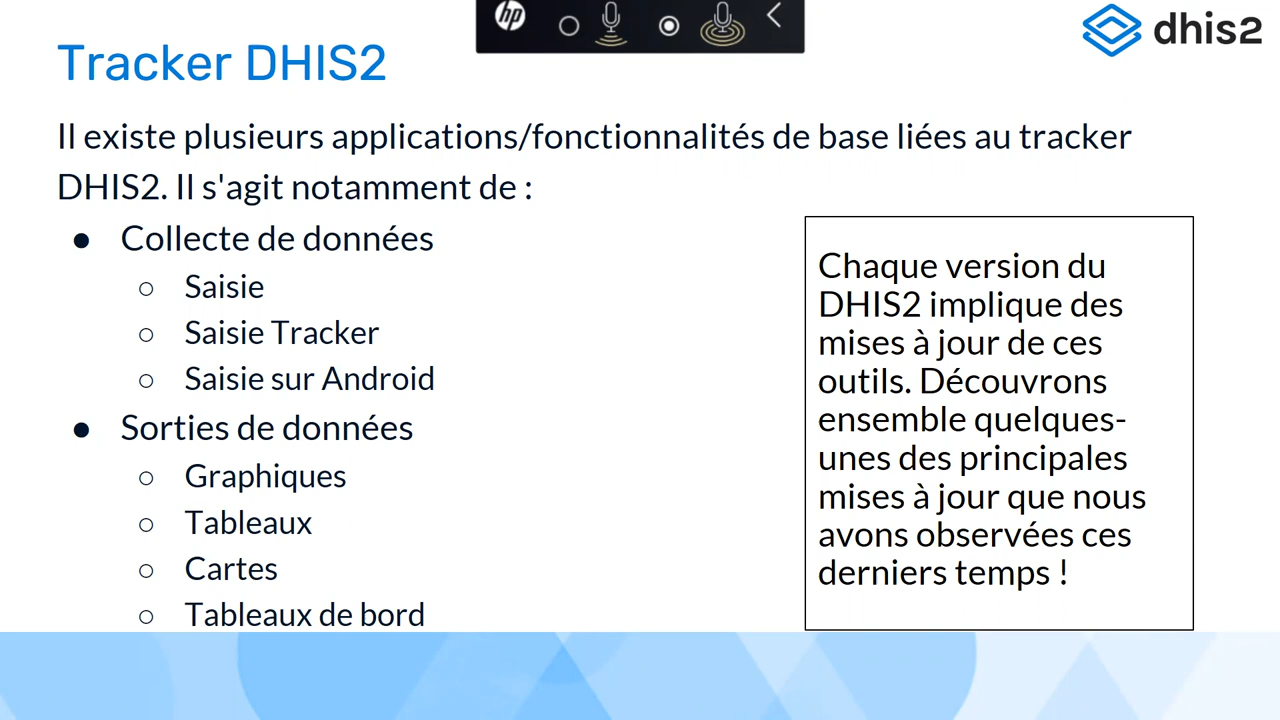 hp
dhis2
Tracker DHIS2
Il existe plusieurs applications/fonctionnalités de base liées au tracker
DHIS2. Il s'agit notamment de :
● Collecte de données
○ Saisie
○ Saisie Tracker
○ Saisie sur Android
● Sorties de données
○ Graphiques
○ Tableaux
○ Cartes
○ Tableaux de bord
Chaque version du
DHIS2 implique des
mises à jour de ces
outils. Découvrons
ensemble quelques-
unes des principales
mises à jour que nous
avons observées ces
derniers temps !